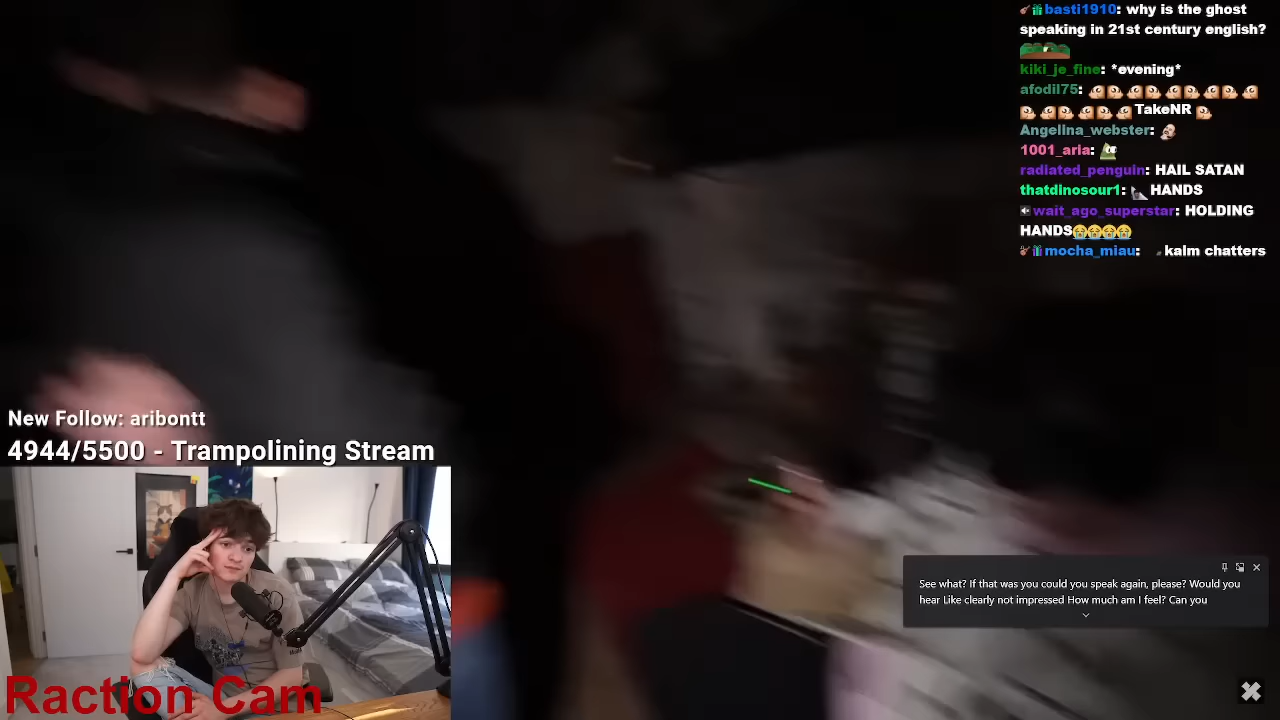 basti1910: why is the ghost
speaking in 21st century english?
kiki_je_fine: *evening*
afodil75:
TakeNR
Angelina_webster:
1001_aria:
radiated_penguin: HAIL SATAN
thatdinosour1: HANDS
wait_ago_superstar: HOLDING
HANDS😭😭😭😭
mocha_miau: kalm chatters
New Follow: aribontt
4944/5500 - Trampolining Stream
See what? If that was you could you speak again, please? Would you
hear Like clearly not impressed How much am I feel? Can you
Raction Cam